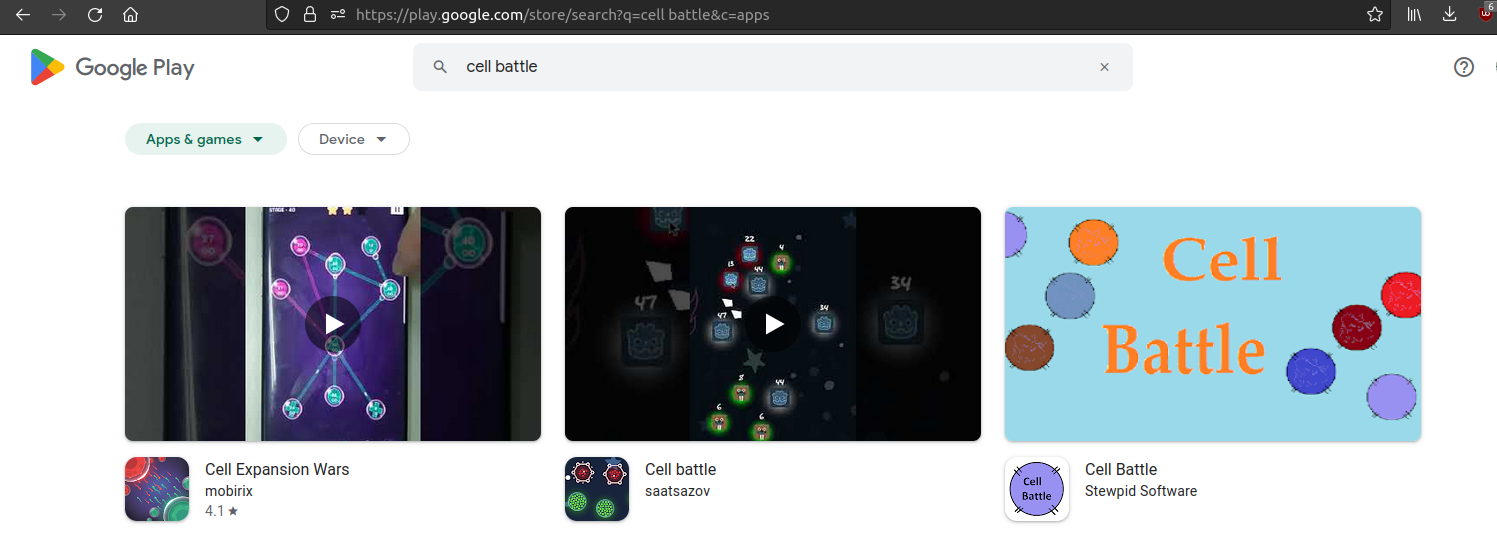 https://play.google.com/store/search?q=cell battle&c=apps
6
Google Play
cell battle
Apps & games
Device
STAGE - 40
22
4
13
44
47
34
47
34
8
44
6
6
Cell
Battle
Cell Expansion Wars
mobirix
4.1 ★
Cell battle
saatsazov
Cell
Battle
Cell Battle
Stewpid Software